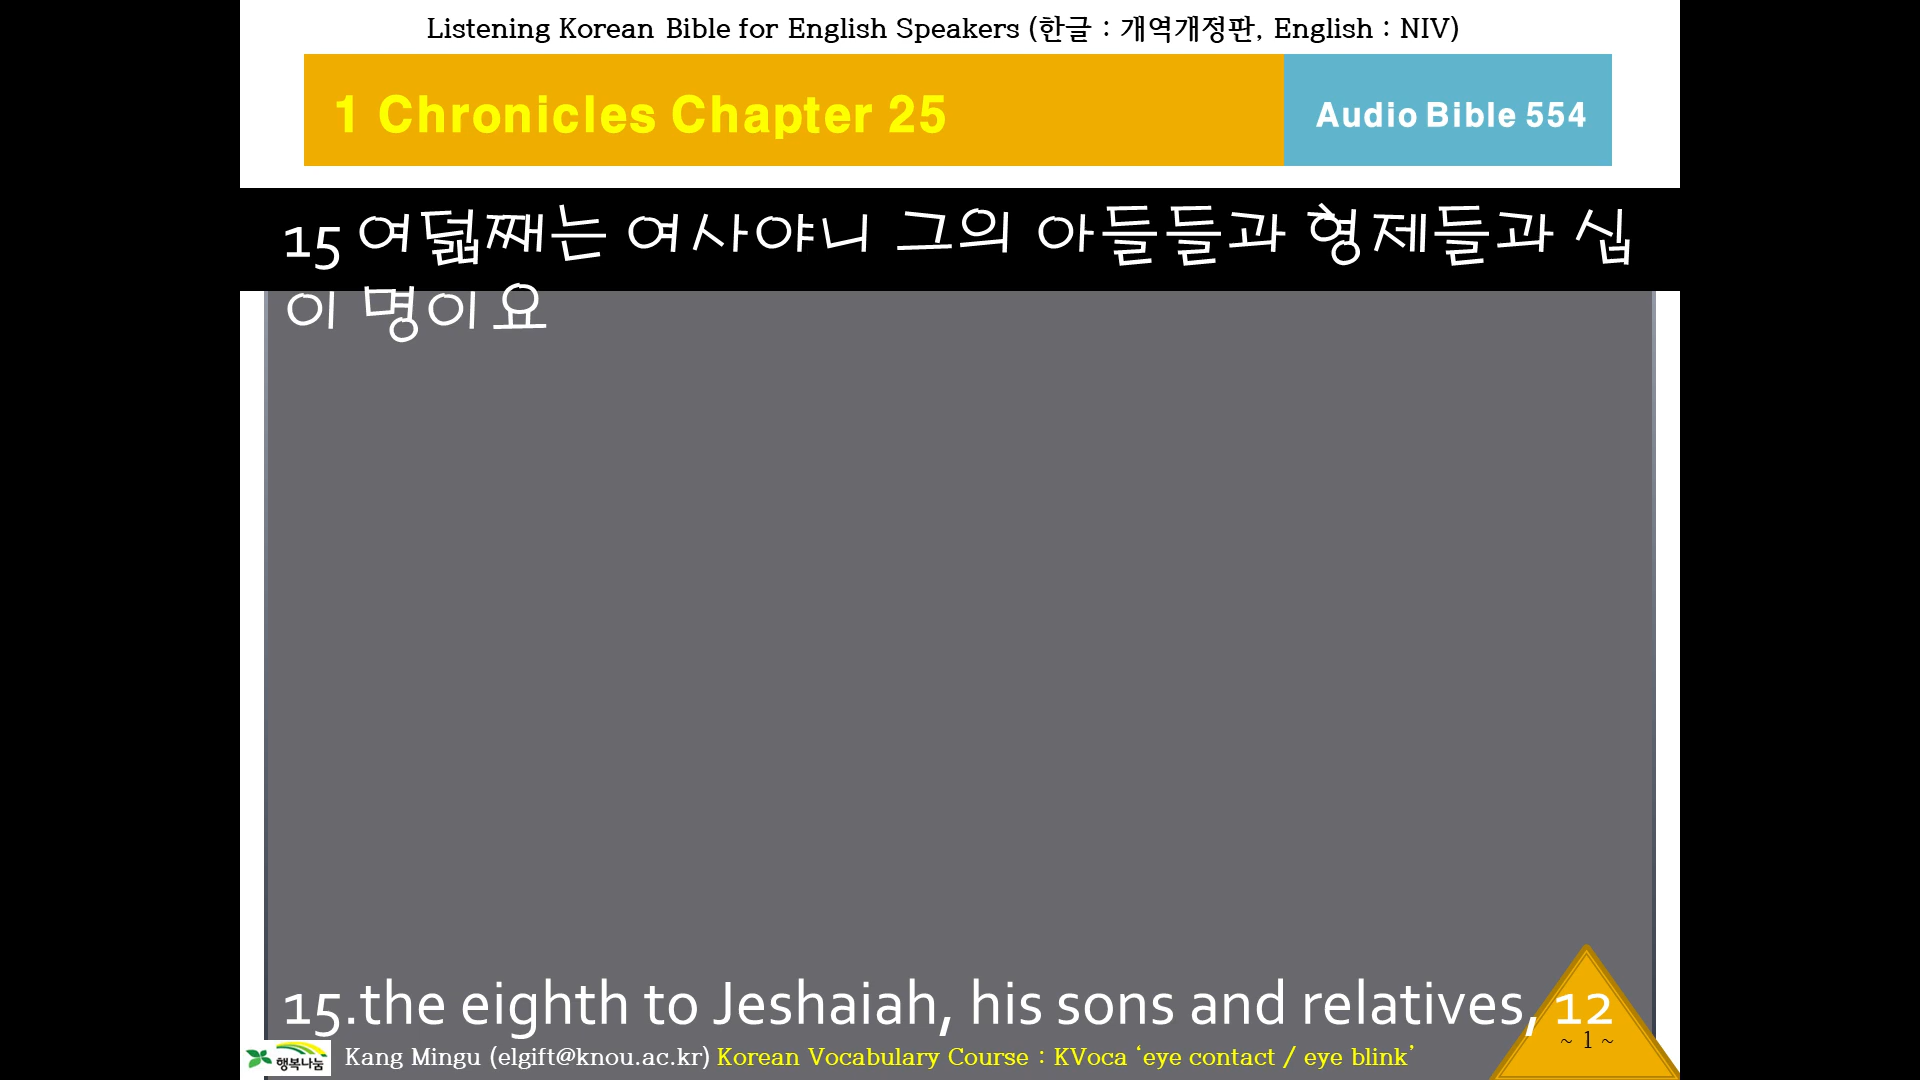 Listening Korean Bible for English Speakers (한글 : 개역개정판, English : NIV)
1 Chronicles Chapter 25
Audio Bible 554
15 여덟째는 여사야니 그의 아들들과 형제들과 십
이 명이요
15.the eighth to Jeshaiah, his sons and relatives, 12
~ 1 ~
행복나눔
Kang Mingu (elgift@knou.ac.kr) Korean Vocabulary Course : KVoca ‘eye contact / eye blink’